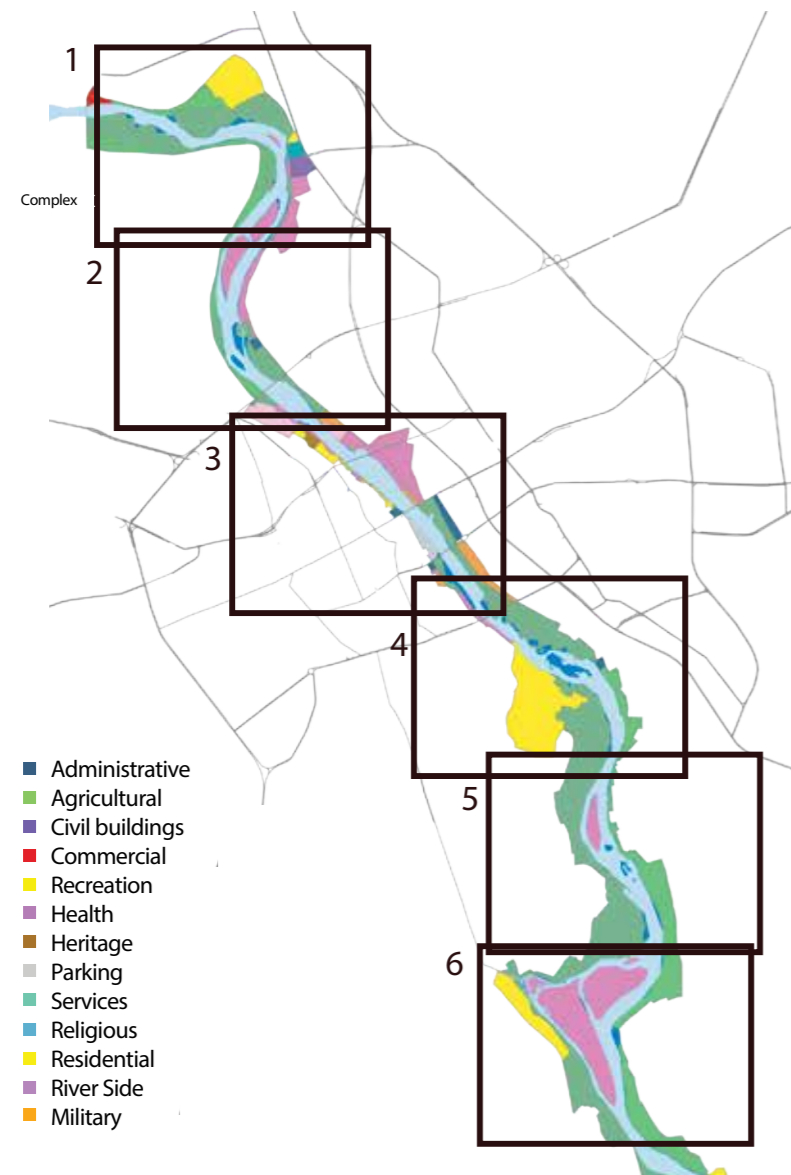 1
Complex
2
3
4
5
6
Administrative
Agricultural
Civil buildings
Commercial
Recreation
Health
Heritage
Parking
Services
Religious
Residential
River Side
Military